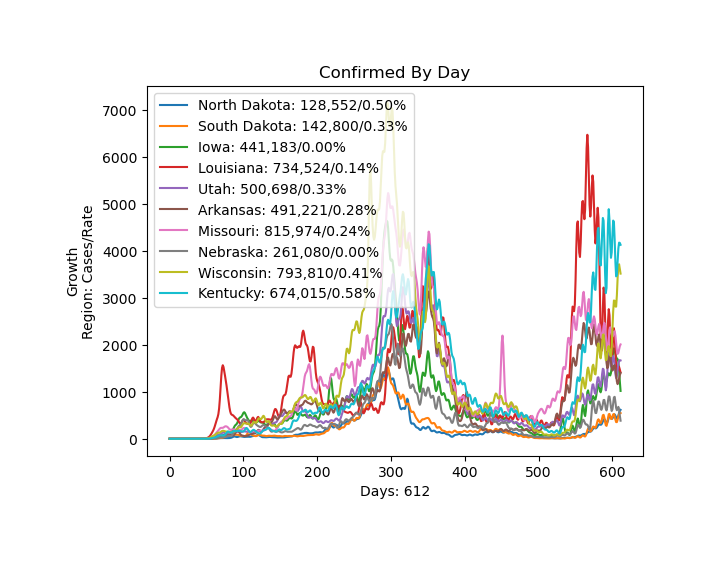 Confirmed By Day
Growth
Region: Cases/Rate
7000
6000
5000
4000
3000
2000
1000
0
North Dakota: 128,552/0.50%
South Dakota: 142,800/0.33%
Iowa: 441,183/0.00%
Louisiana: 734,524/0.14%
Utah: 500,698/0.33%
Arkansas: 491,221/0.28%
Missouri: 815,974/0.24%
Nebraska: 261,080/0.00%
Wisconsin: 793,810/0.41%
Kentucky: 674,015/0.58%
0 100 200 300 400 500 600
Days: 612